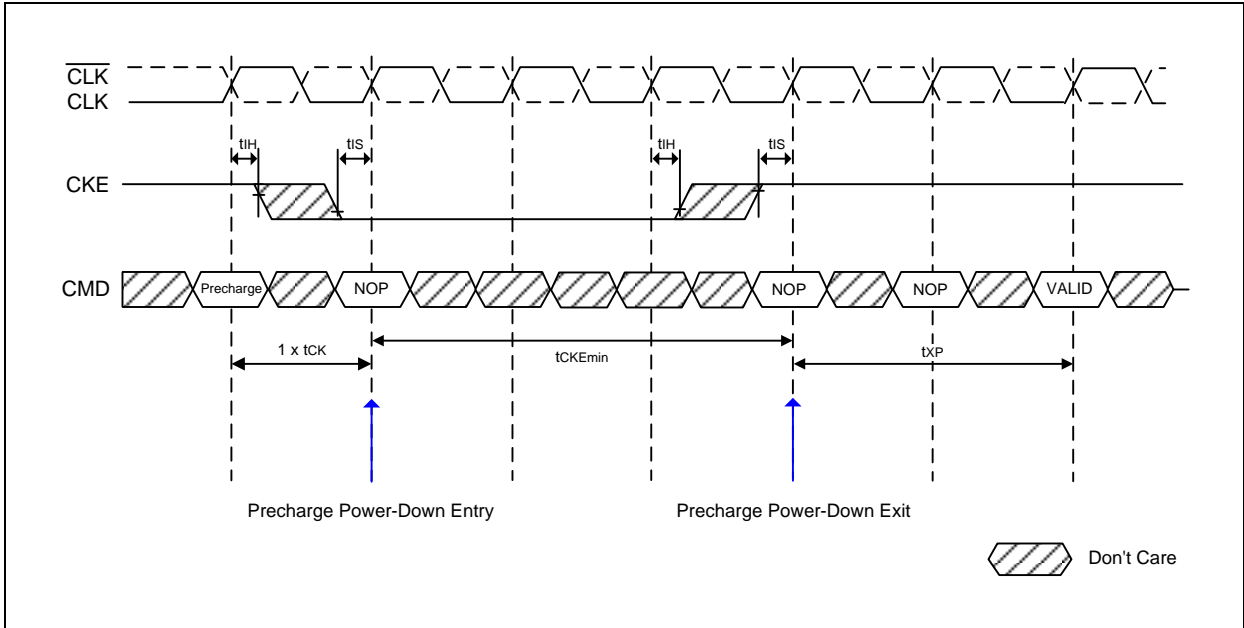 CLK
CLK
tIH
tIS
tIH
tIS
CKE
CMD
Precharge
NOP
NOP
NOP
VALID
1 x tCK
tCKEmin
tXP
Precharge Power-Down Entry
Precharge Power-Down Exit
Don't Care